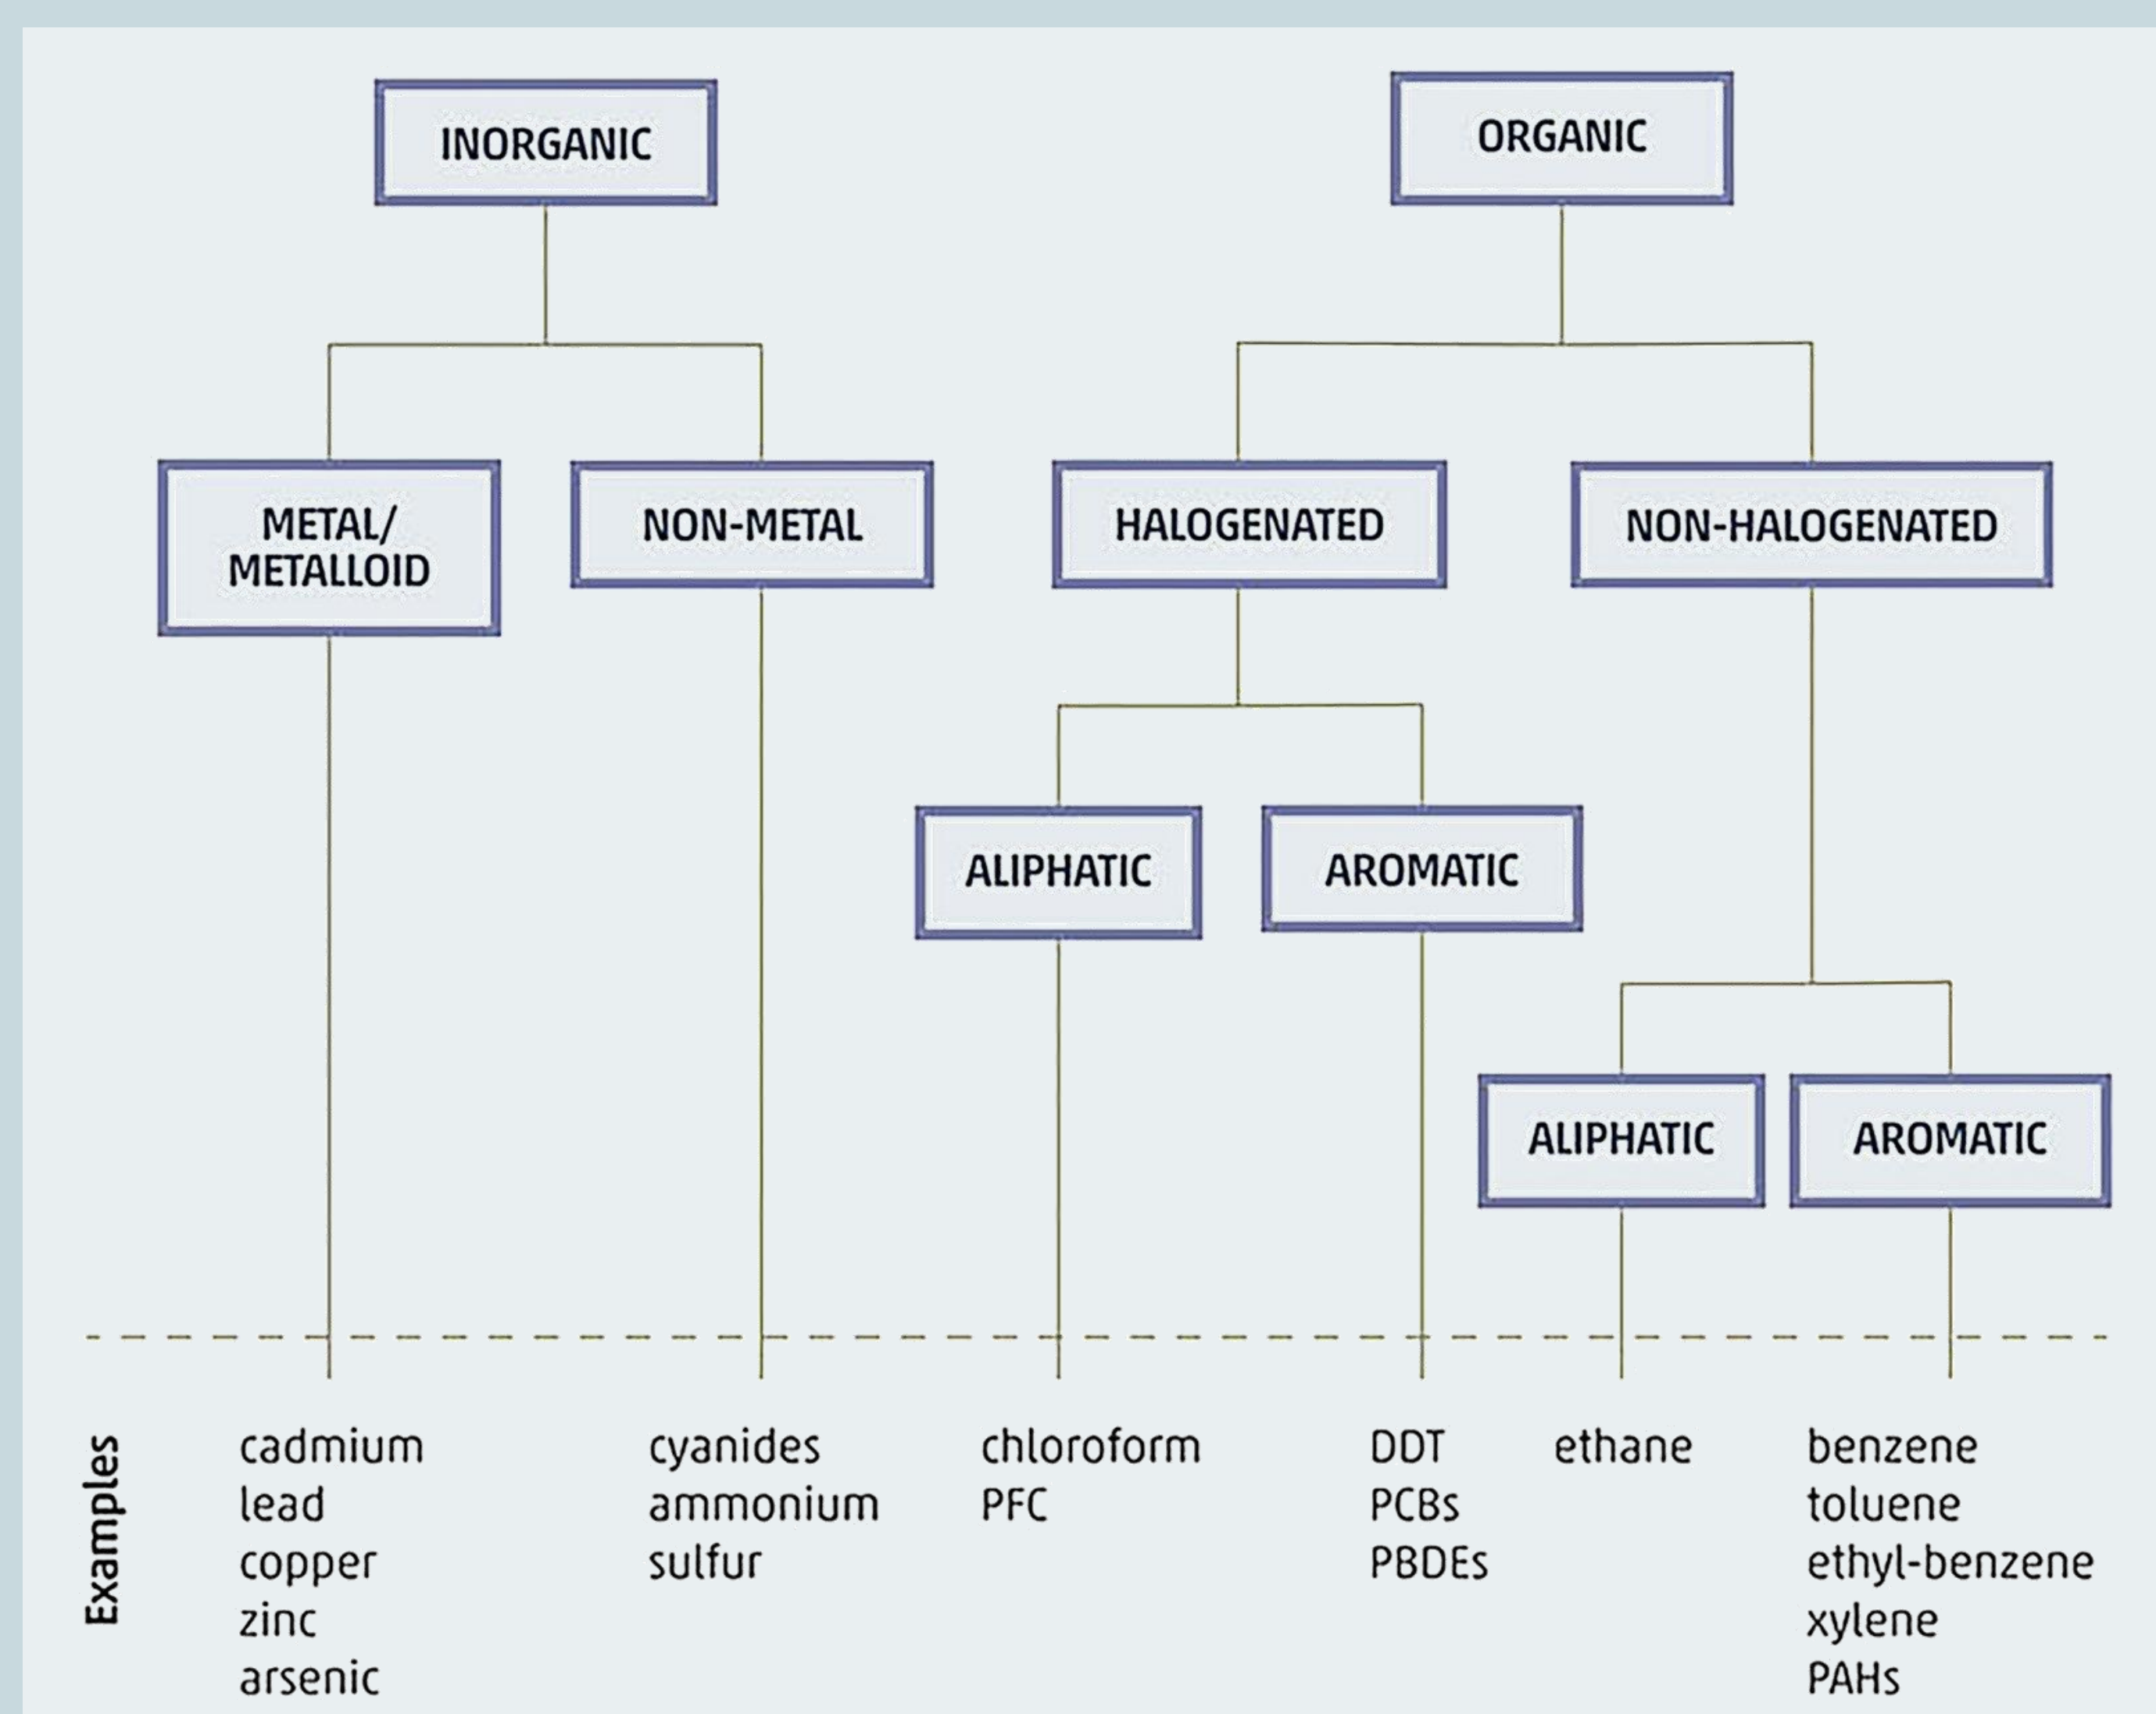 INORGANIC
ORGANIC
METAL/
METALLOID
NON-METAL
HALOGENATED
NON-HALOGENATED
ALIPHATIC
AROMATIC
ALIPHATIC
AROMATIC
Examples
cadmium
lead
copper
zinc
arsenic
cyanides
ammonium
sulfur
chloroform
PFC
DDT
PCBs
PBDEs
ethane
benzene
toluene
ethyl-benzene
xylene
PAHs